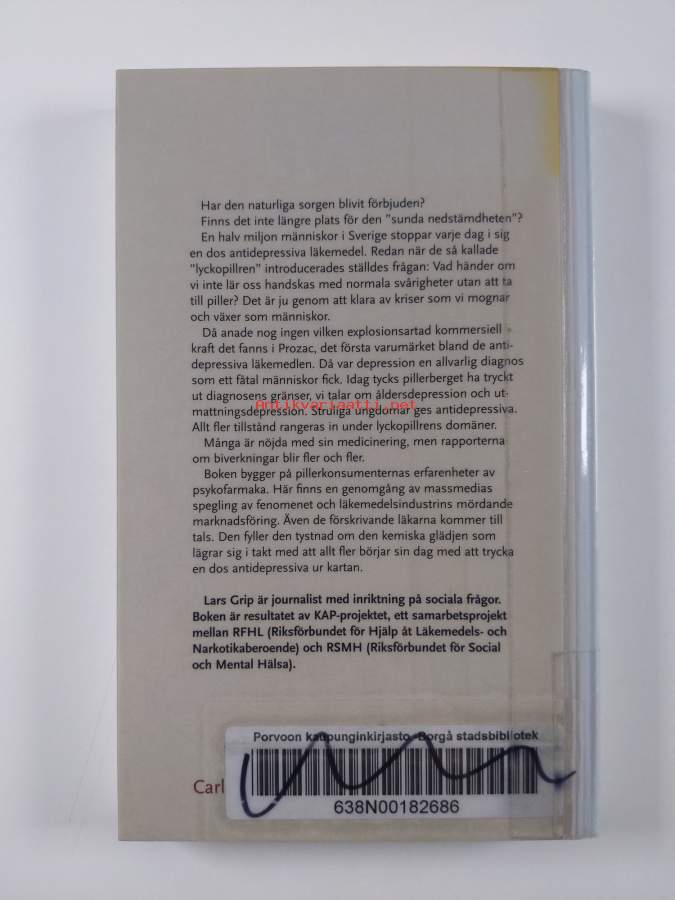 Har den naturliga sorgen blivit förbjuden?
Finns det inte längre plats för den "sunda nedstämdheten"?
En halv miljon människor i Sverige stoppar varje dag i sig
en dos antidepressiva läkemedel. Redan när de så kallade
"lyckopillren" introducerades ställdes frågan: Vad händer om
vi inte lär oss handskas med normala svårigheter utan att ta
till piller? Det är ju genom att klara av kriser som vi mognar
och växer som människor.
Då anade nog ingen vilken explosionsartad kommersiell
kraft det fanns i Prozac, det första varumärket bland de anti-
depressiva läkemedlen. Då var depression en allvarlig diagnos
som ett fåtal människor fick. Idag tycks pillerberget ha tryckt
ut diagnosens gränser, vi talar om åldersdepression och ut-
mattningsdepression. Struliga ungdomar ges antidepressiva.
Antikvariaatti.net
Allt fler tillstånd rangeras in under lyckopillrens domäner.
Många är nöjda med sin medicinering, men rapporterna
om biverkningar blir fler och fler.
Boken bygger på pillerkonsumenternas erfarenheter av
psykofarmaka. Här finns en genomgång av massmedias
spegling av fenomenet och läkemedelsindustrins mördande
marknadsföring. Även de förskrivande läkarna kommer till
tals. Den fyller den tystnad om den kemiska glädjen som
lägrar sig i takt med att allt fler börjar sin dag med att trycka
en dos antidepressiva ur kartan.
Lars Grip är journalist med inriktning på sociala frågor.
Boken är resultatet av KAP-projektet, ett samarbetsprojekt
mellan RFHL (Riksförbundet för Hjälp åt Läkemedels- och
Narkotikaberoende) och RSMH (Riksförbundet för Social
och Mental Hälsa).
Porvoon kaupunginkirjasto Borgå stadsbibliotek
Carl
638N00182686